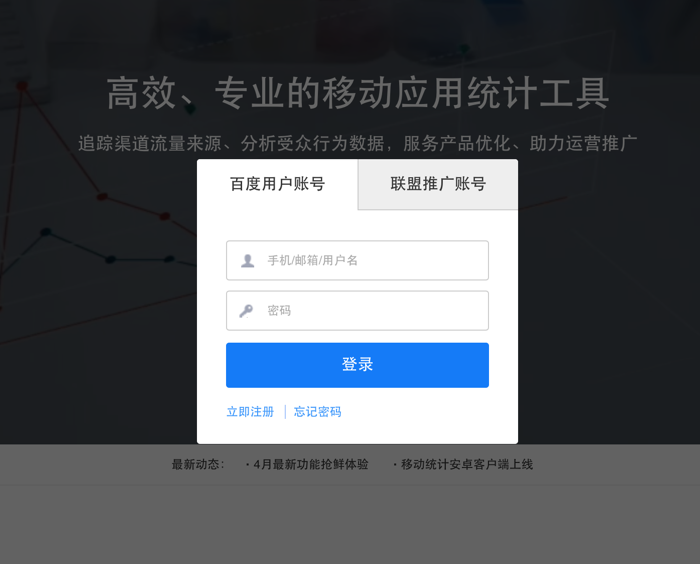 高效、专业的移动应用统计工具
追踪渠道流量来源、分析受众行为数据，服务产品优化、助力运营推广
百度用户账号 联盟推广账号
手机/邮箱/用户名
密码
登录
立即注册 | 忘记密码
最新动态： · 4月最新功能抢鲜体验 · 移动统计安卓客户端上线